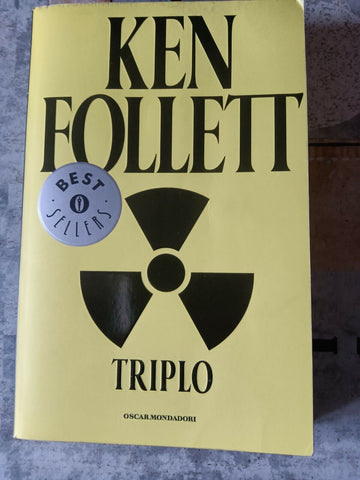 KEN
FOLLETT
BEST
SELLERS
TRIPLO
OSCAR MONDADORI